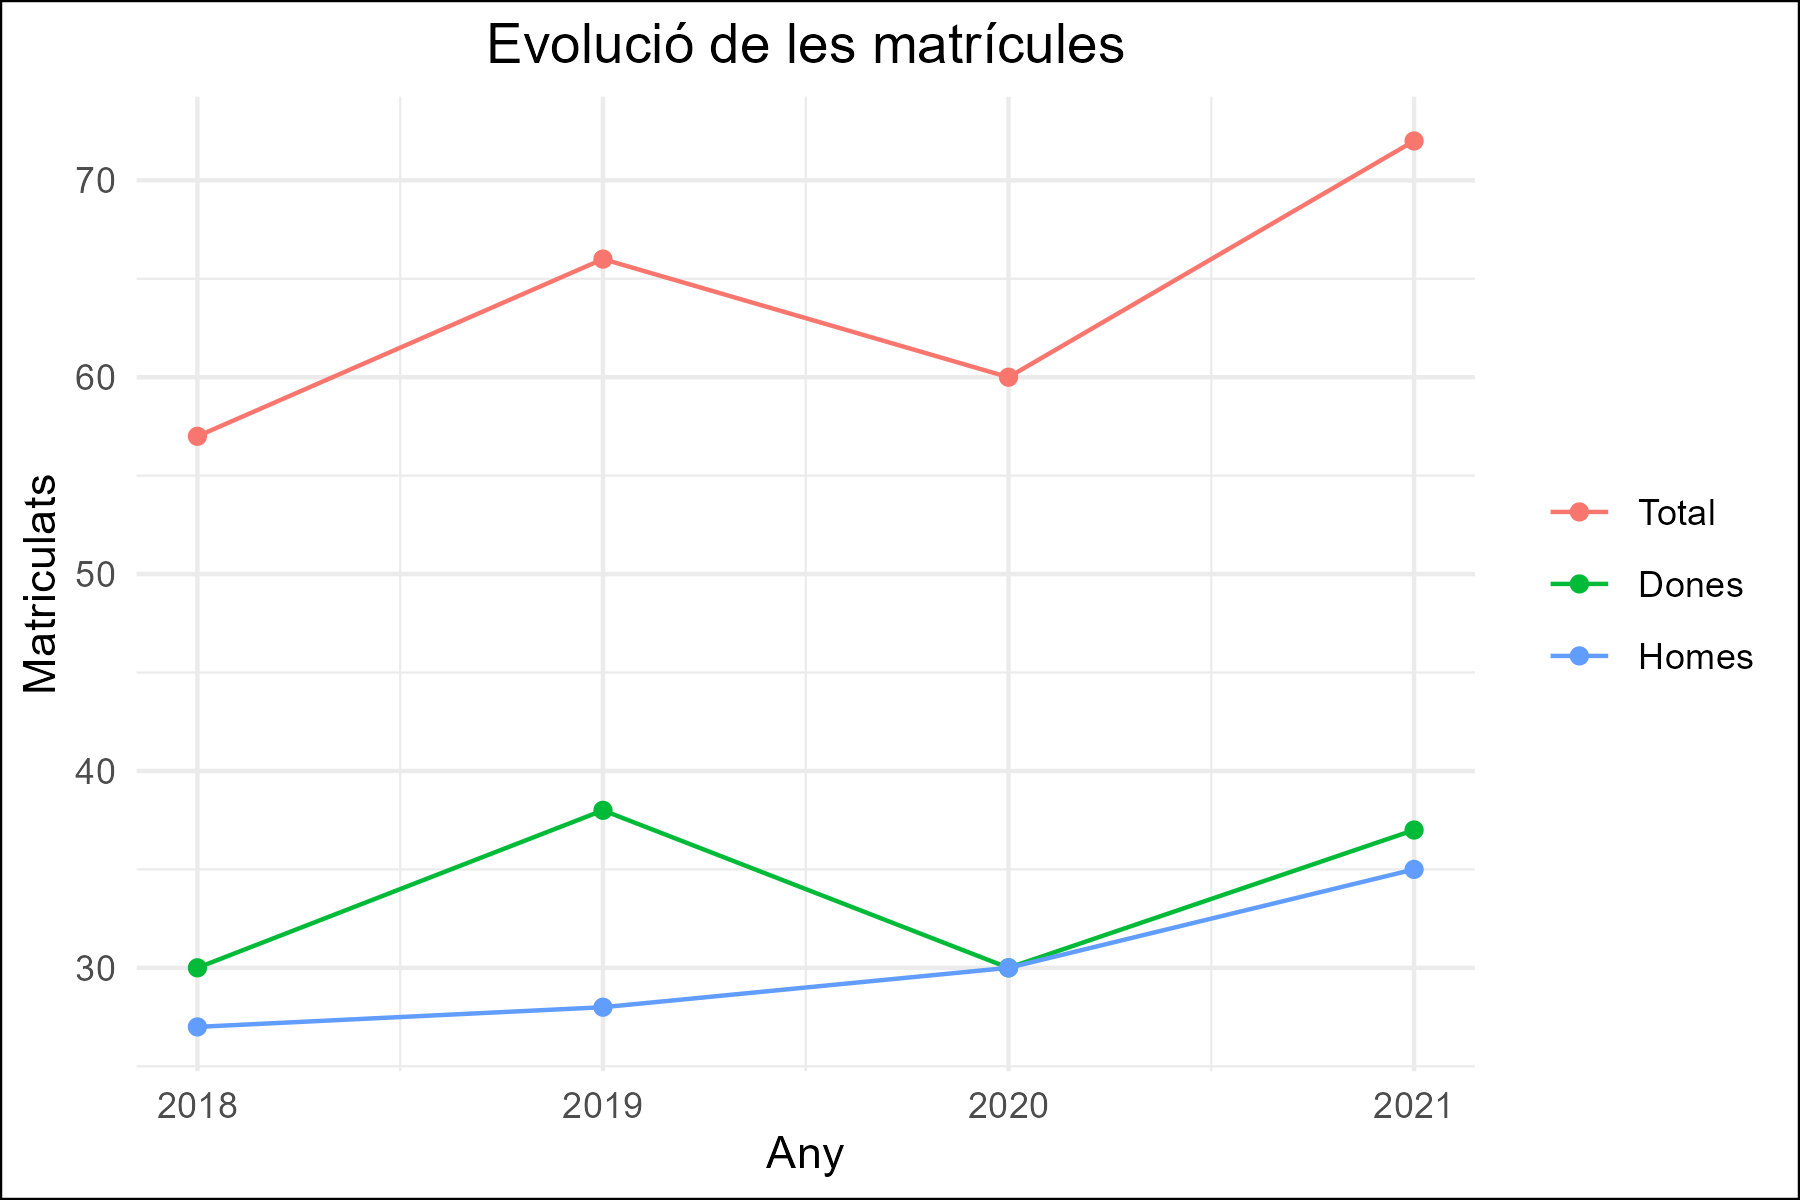 Evolució de les matrícules
Matriculats
70
60
50
40
30
2018 2019 2020 2021
Any
Total
Dones
Homes